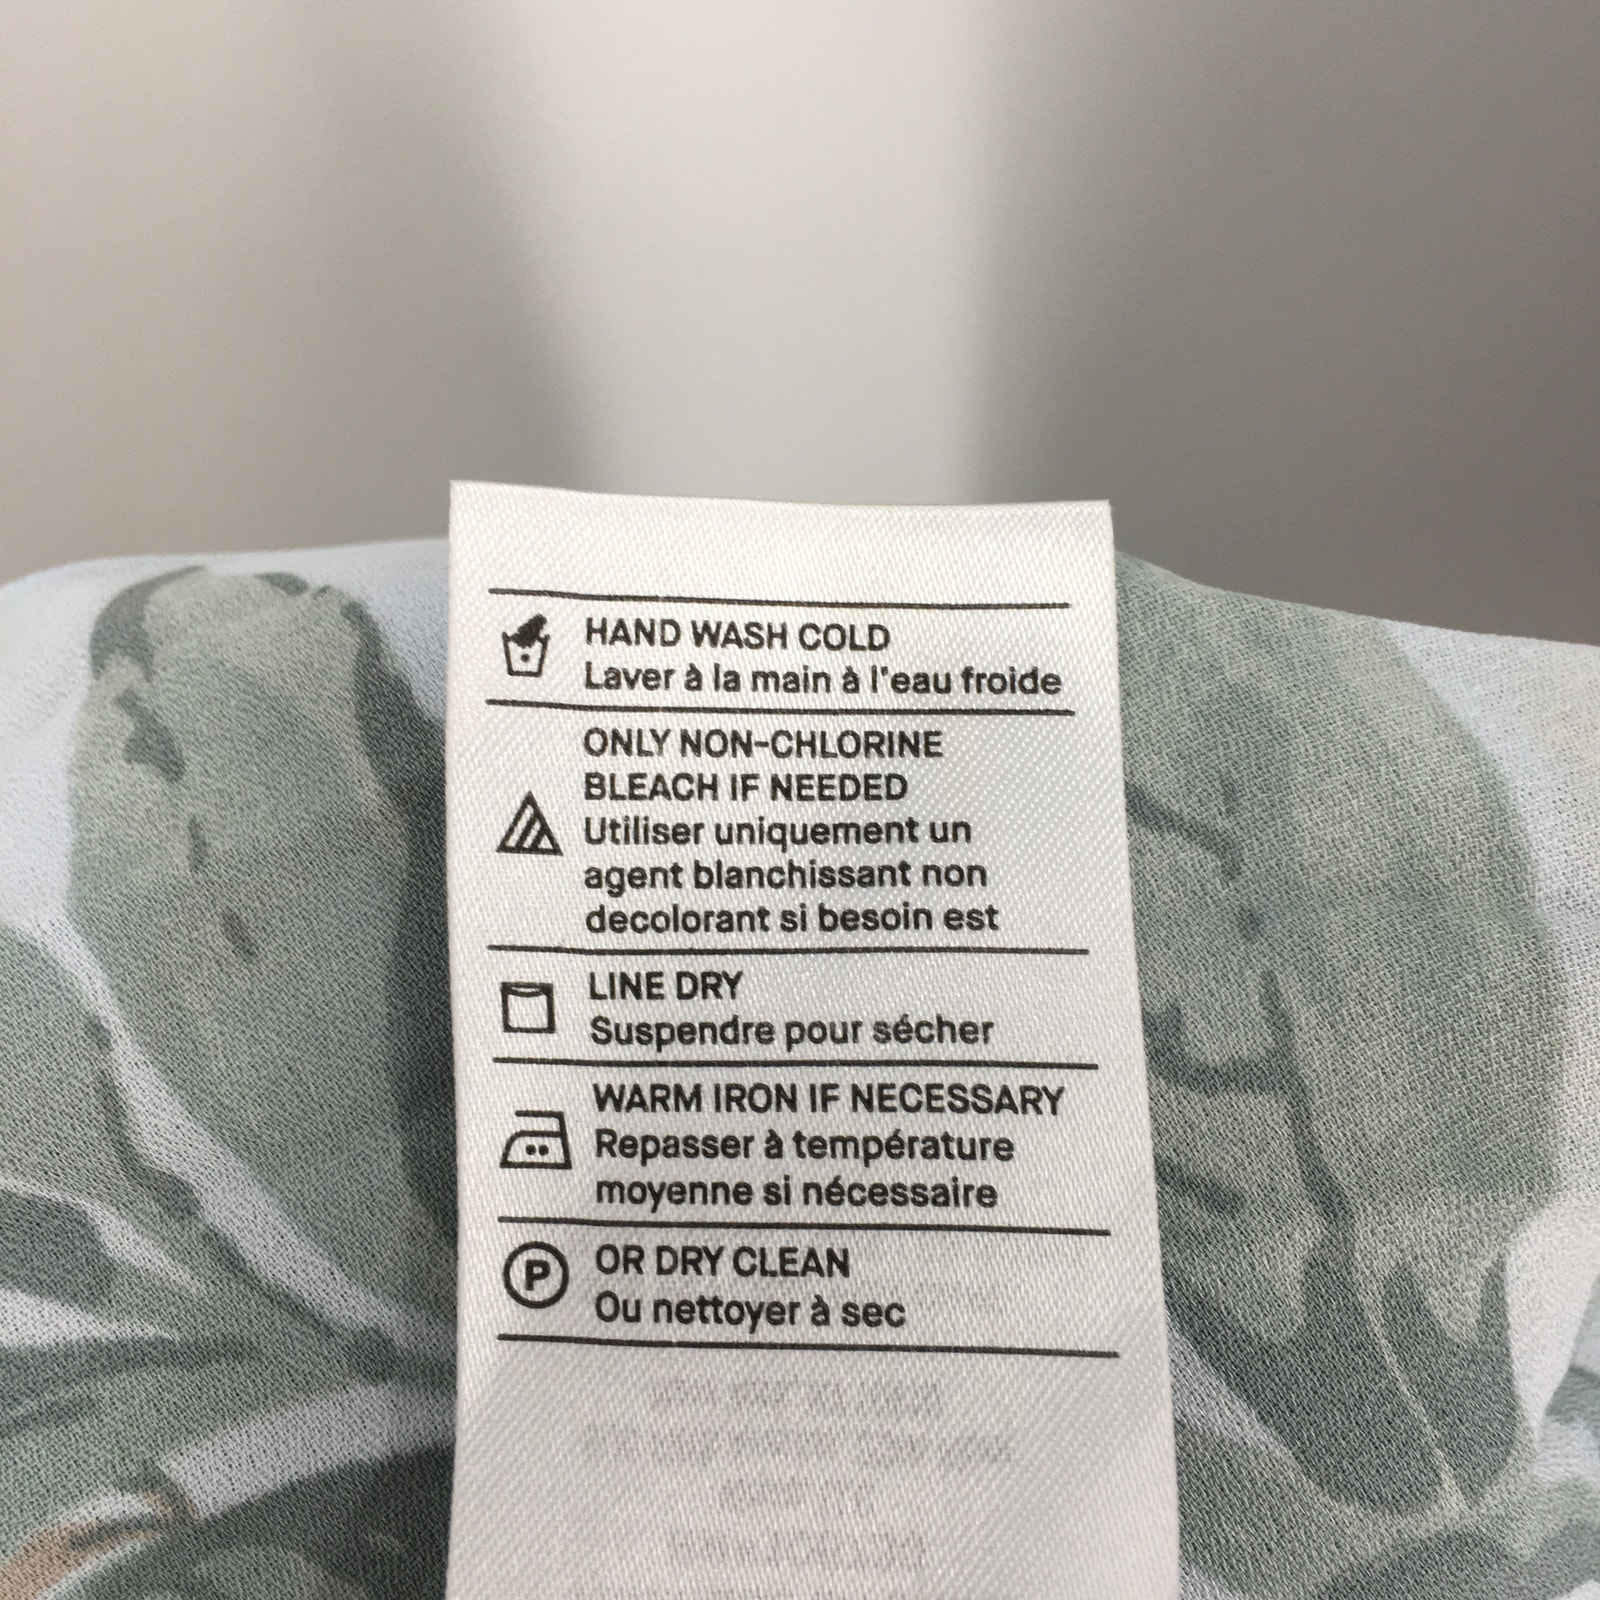 HAND WASH COLD
Laver à la main à l'eau froide
ONLY NON-CHLORINE
BLEACH IF NEEDED
Utiliser uniquement un
agent blanchissant non
decolorant si besoin est
LINE DRY
Suspendre pour sécher
WARM IRON IF NECESSARY
Repasser à température
moyenne si nécessaire
P OR DRY CLEAN
Ou nettoyer à sec